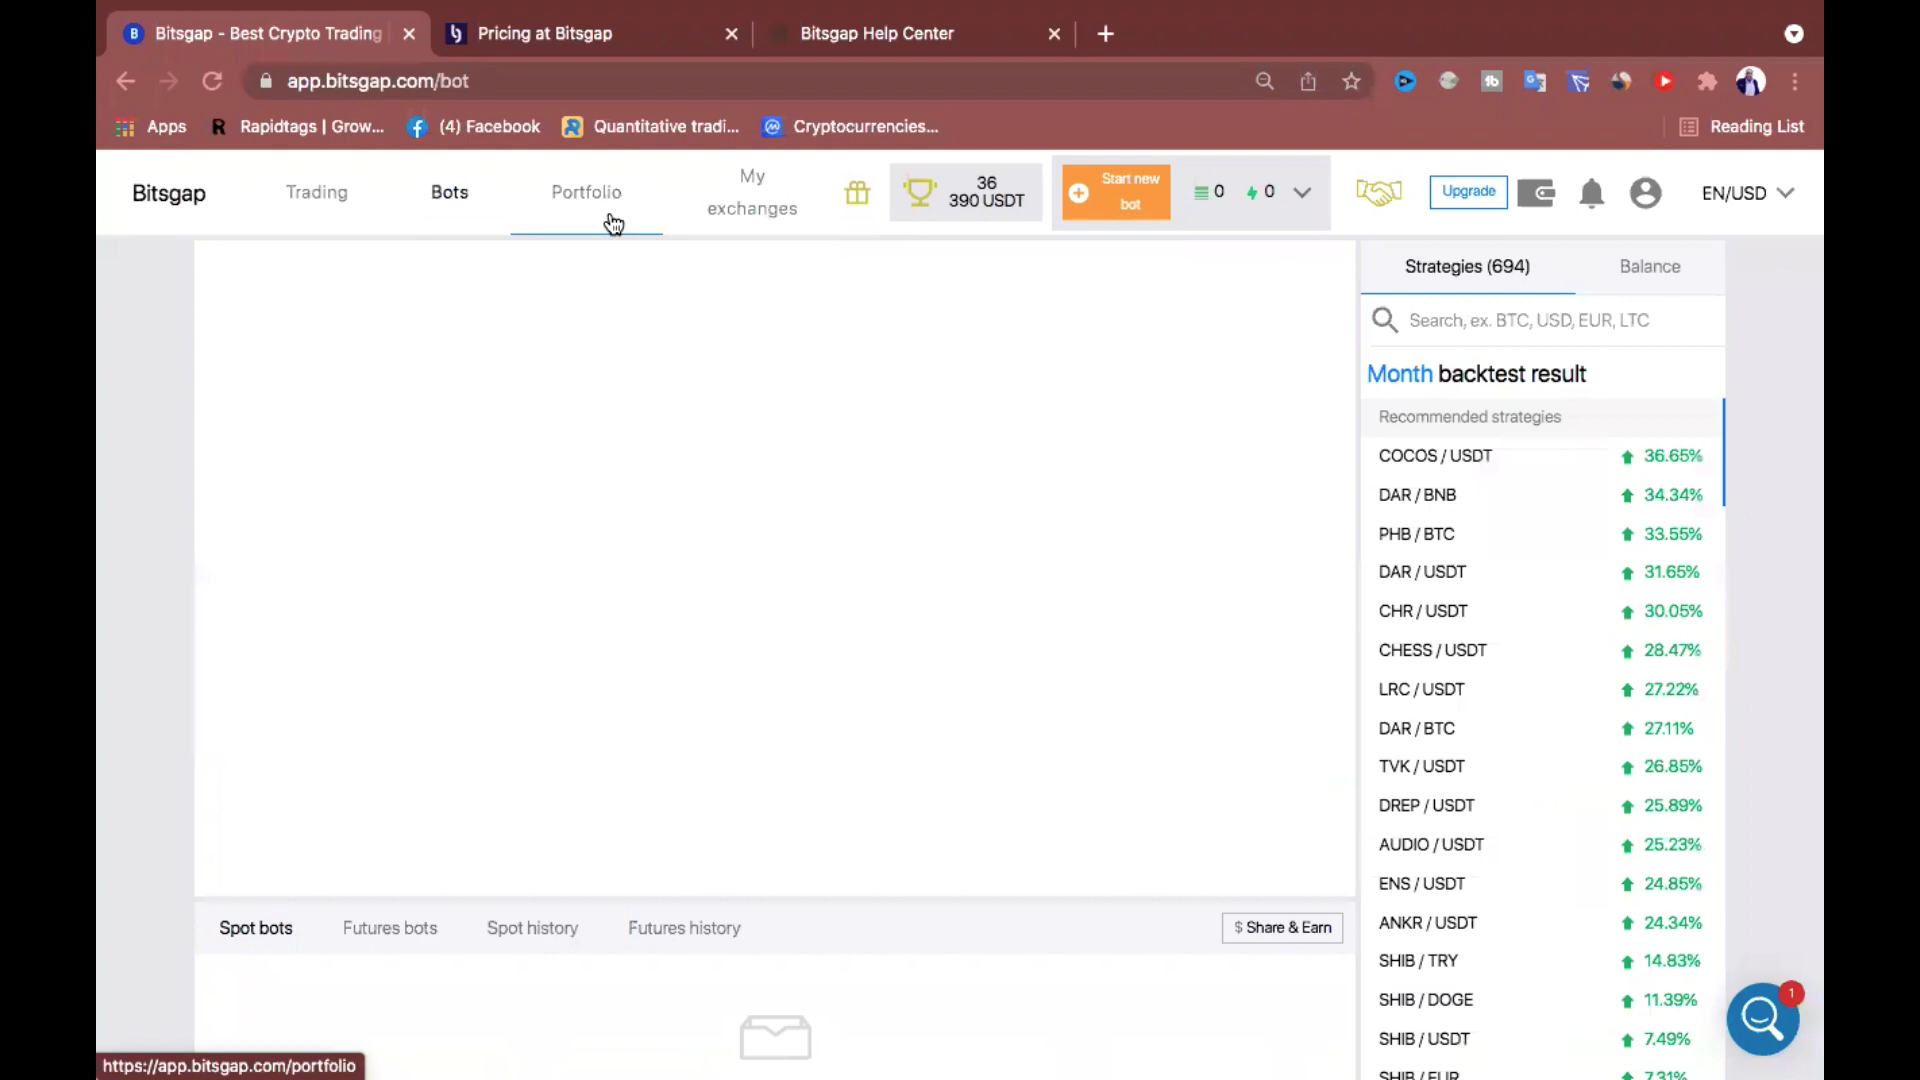 Bitsgap - Best Crypto Trading
Pricing at Bitsgap
Bitsgap Help Center
app.bitsgap.com/bot
Apps
Rapidtags | Grow...
(4) Facebook
Quantitative tradi...
Cryptocurrencies...
Reading List
Bitsgap
Trading
Bots
Portfolio
My
exchanges
36
390 USDT
Start new
bot
0
0
Upgrade
EN/USD
Strategies (694)
Balance
Search, ex. BTC, USD, EUR, LTC
Month backtest result
Recommended strategies
COCOS / USDT 36.65%
DAR / BNB 34.34%
PHB / BTC 33.55%
DAR / USDT 31.65%
CHR / USDT 30.05%
CHESS / USDT 28.47%
LRC / USDT 27.22%
DAR / BTC 27.11%
TVK / USDT 26.85%
DREP / USDT 25.89%
AUDIO / USDT 25.23%
ENS / USDT 24.85%
ANKR / USDT 24.34%
SHIB / TRY 14.83%
SHIB / DOGE 11.39%
SHIB / USDT 7.49%
SHIB / EUR 7.31%
Spot bots
Futures bots
Spot history
Futures history
$ Share & Earn
1
https://app.bitsgap.com/portfolio